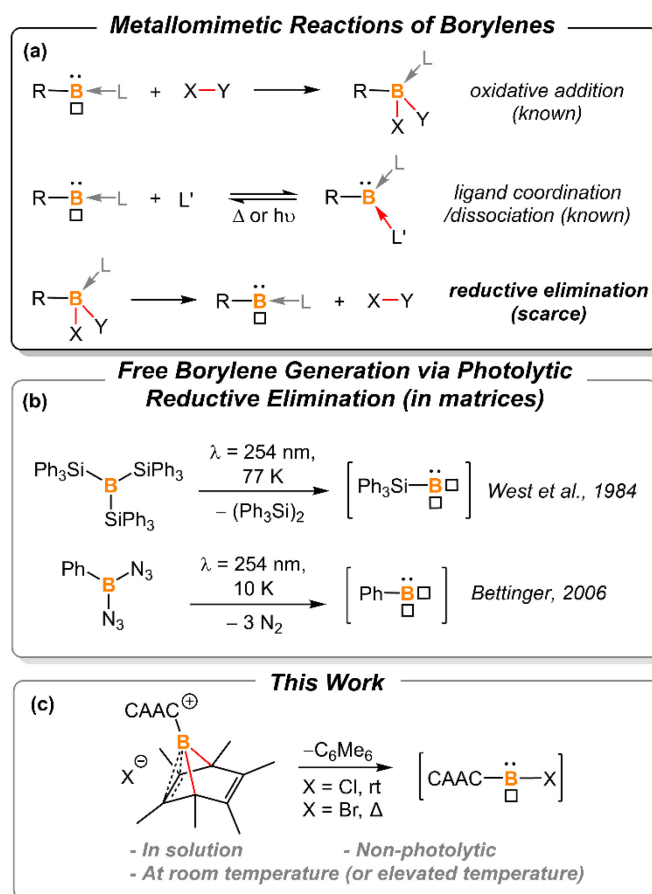 Metallomimetic Reactions of Borylenes
(a)
R–B̈←L + X–Y → R–B L X Y oxidative addition
(known)
R–B̈←L + L' ⇌ R–B̈ L L' ligand coordination
Δ or hυ /dissociation (known)
R–B L X Y → R–B̈←L + X–Y reductive elimination
(scarce)
Free Borylene Generation via Photolytic
(b) Reductive Elimination (in matrices)
Ph₃Si SiPh₃ B SiPh₃
λ = 254 nm,
77 K
– (Ph₃Si)₂
[Ph₃Si–B̈] West et al., 1984
Ph N₃ B N₃
λ = 254 nm,
10 K
– 3 N₂
[Ph–B̈] Bettinger, 2006
This Work
(c)
CAAC ⊕
B
X ⊖
–C₆Me₆
X = Cl, rt
X = Br, Δ
[CAAC–B̈–X]
- In solution - Non-photolytic
- At room temperature (or elevated temperature)